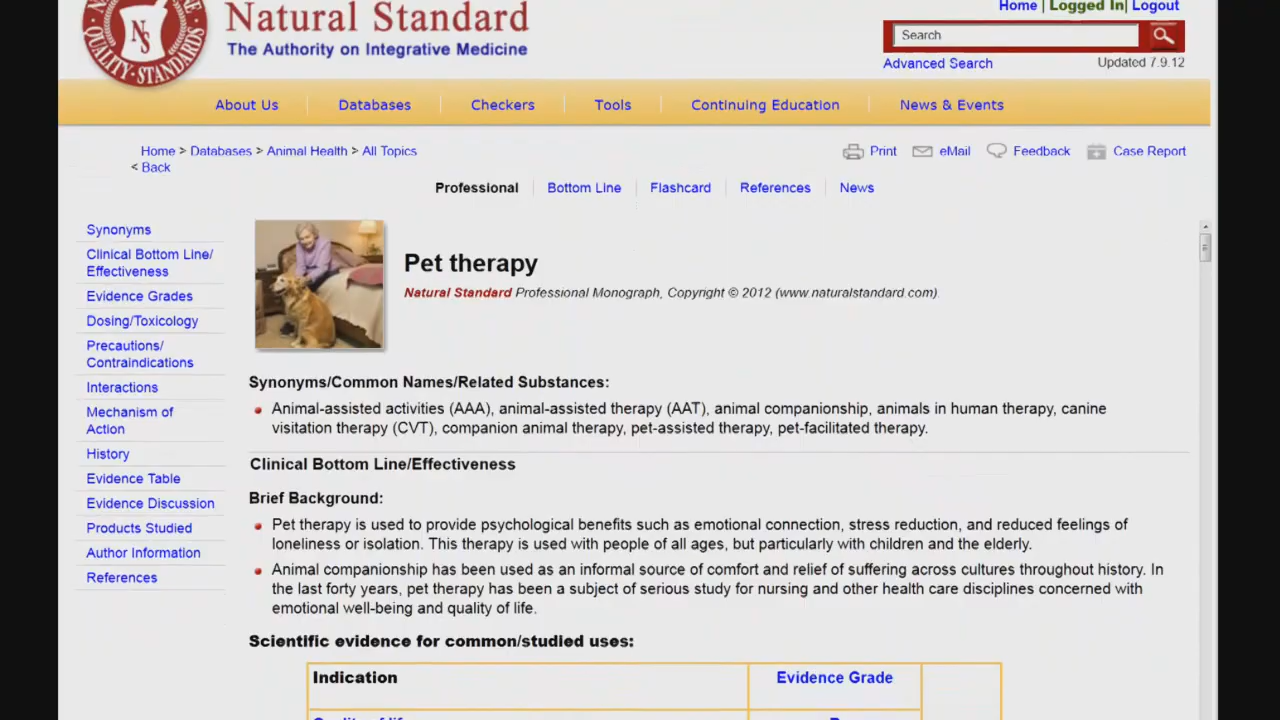 Natural Standard
The Authority on Integrative Medicine
NS
QUALITY-STANDARDS
Home | Logged In| Logout
Search
Advanced Search
Updated 7.9.12
About Us
Databases
Checkers
Tools
Continuing Education
News & Events
Home > Databases > Animal Health > All Topics
< Back
Print
eMail
Feedback
Case Report
Professional
Bottom Line
Flashcard
References
News
Synonyms
Clinical Bottom Line/
Effectiveness
Evidence Grades
Dosing/Toxicology
Precautions/
Contraindications
Interactions
Mechanism of
Action
History
Evidence Table
Evidence Discussion
Products Studied
Author Information
References
Pet therapy
Natural Standard Professional Monograph, Copyright © 2012 (www.naturalstandard.com).
Synonyms/Common Names/Related Substances:
Animal-assisted activities (AAA), animal-assisted therapy (AAT), animal companionship, animals in human therapy, canine
visitation therapy (CVT), companion animal therapy, pet-assisted therapy, pet-facilitated therapy.
Clinical Bottom Line/Effectiveness
Brief Background:
Pet therapy is used to provide psychological benefits such as emotional connection, stress reduction, and reduced feelings of
loneliness or isolation. This therapy is used with people of all ages, but particularly with children and the elderly.
Animal companionship has been used as an informal source of comfort and relief of suffering across cultures throughout history. In
the last forty years, pet therapy has been a subject of serious study for nursing and other health care disciplines concerned with
emotional well-being and quality of life.
Scientific evidence for common/studied uses:
Indication
Evidence Grade
Quality of life